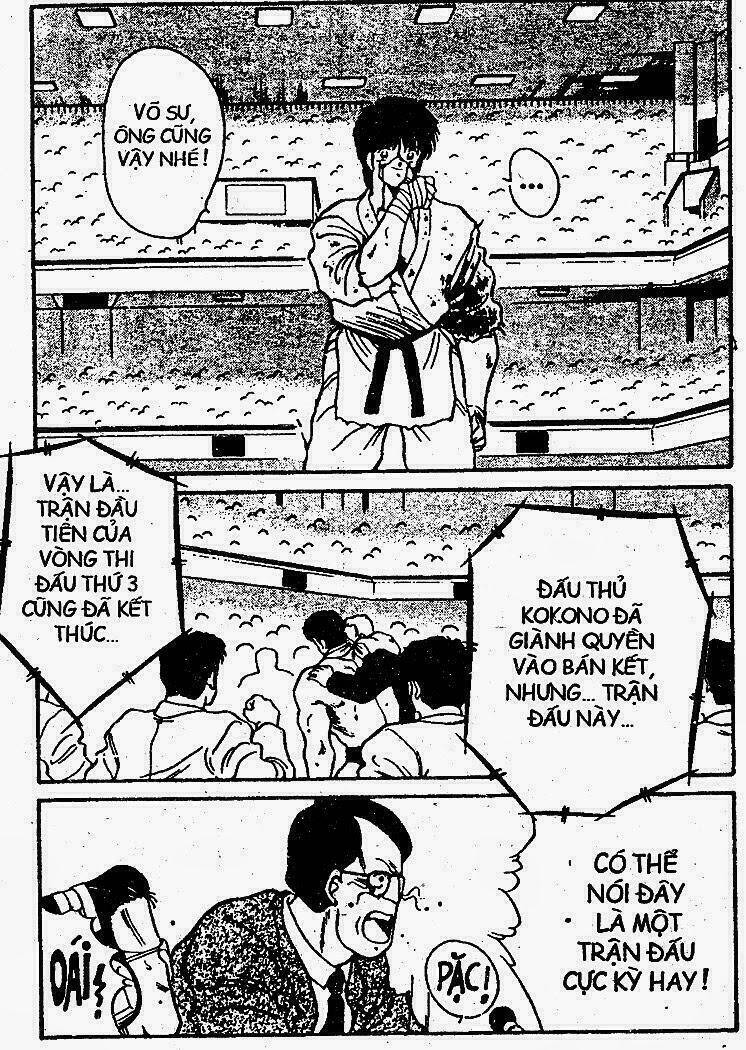 VÕ SƯ,
ÔNG CŨNG
VẬY NHÉ!
...
VẬY LÀ...
TRẬN ĐẦU
TIÊN CỦA
VÒNG THI
ĐẤU THỨ 3
CŨNG ĐÃ KẾT
THÚC...
ĐẤU THỦ
KOKONO ĐÃ
GIÀNH QUYỀN
VÀO BÁN KẾT,
NHƯNG... TRẬN
ĐẤU NÀY...
CÓ THỂ
NÓI ĐÂY
LÀ MỘT
TRẬN ĐẤU
CỰC KỲ HAY!
OÁI!
PẶC!